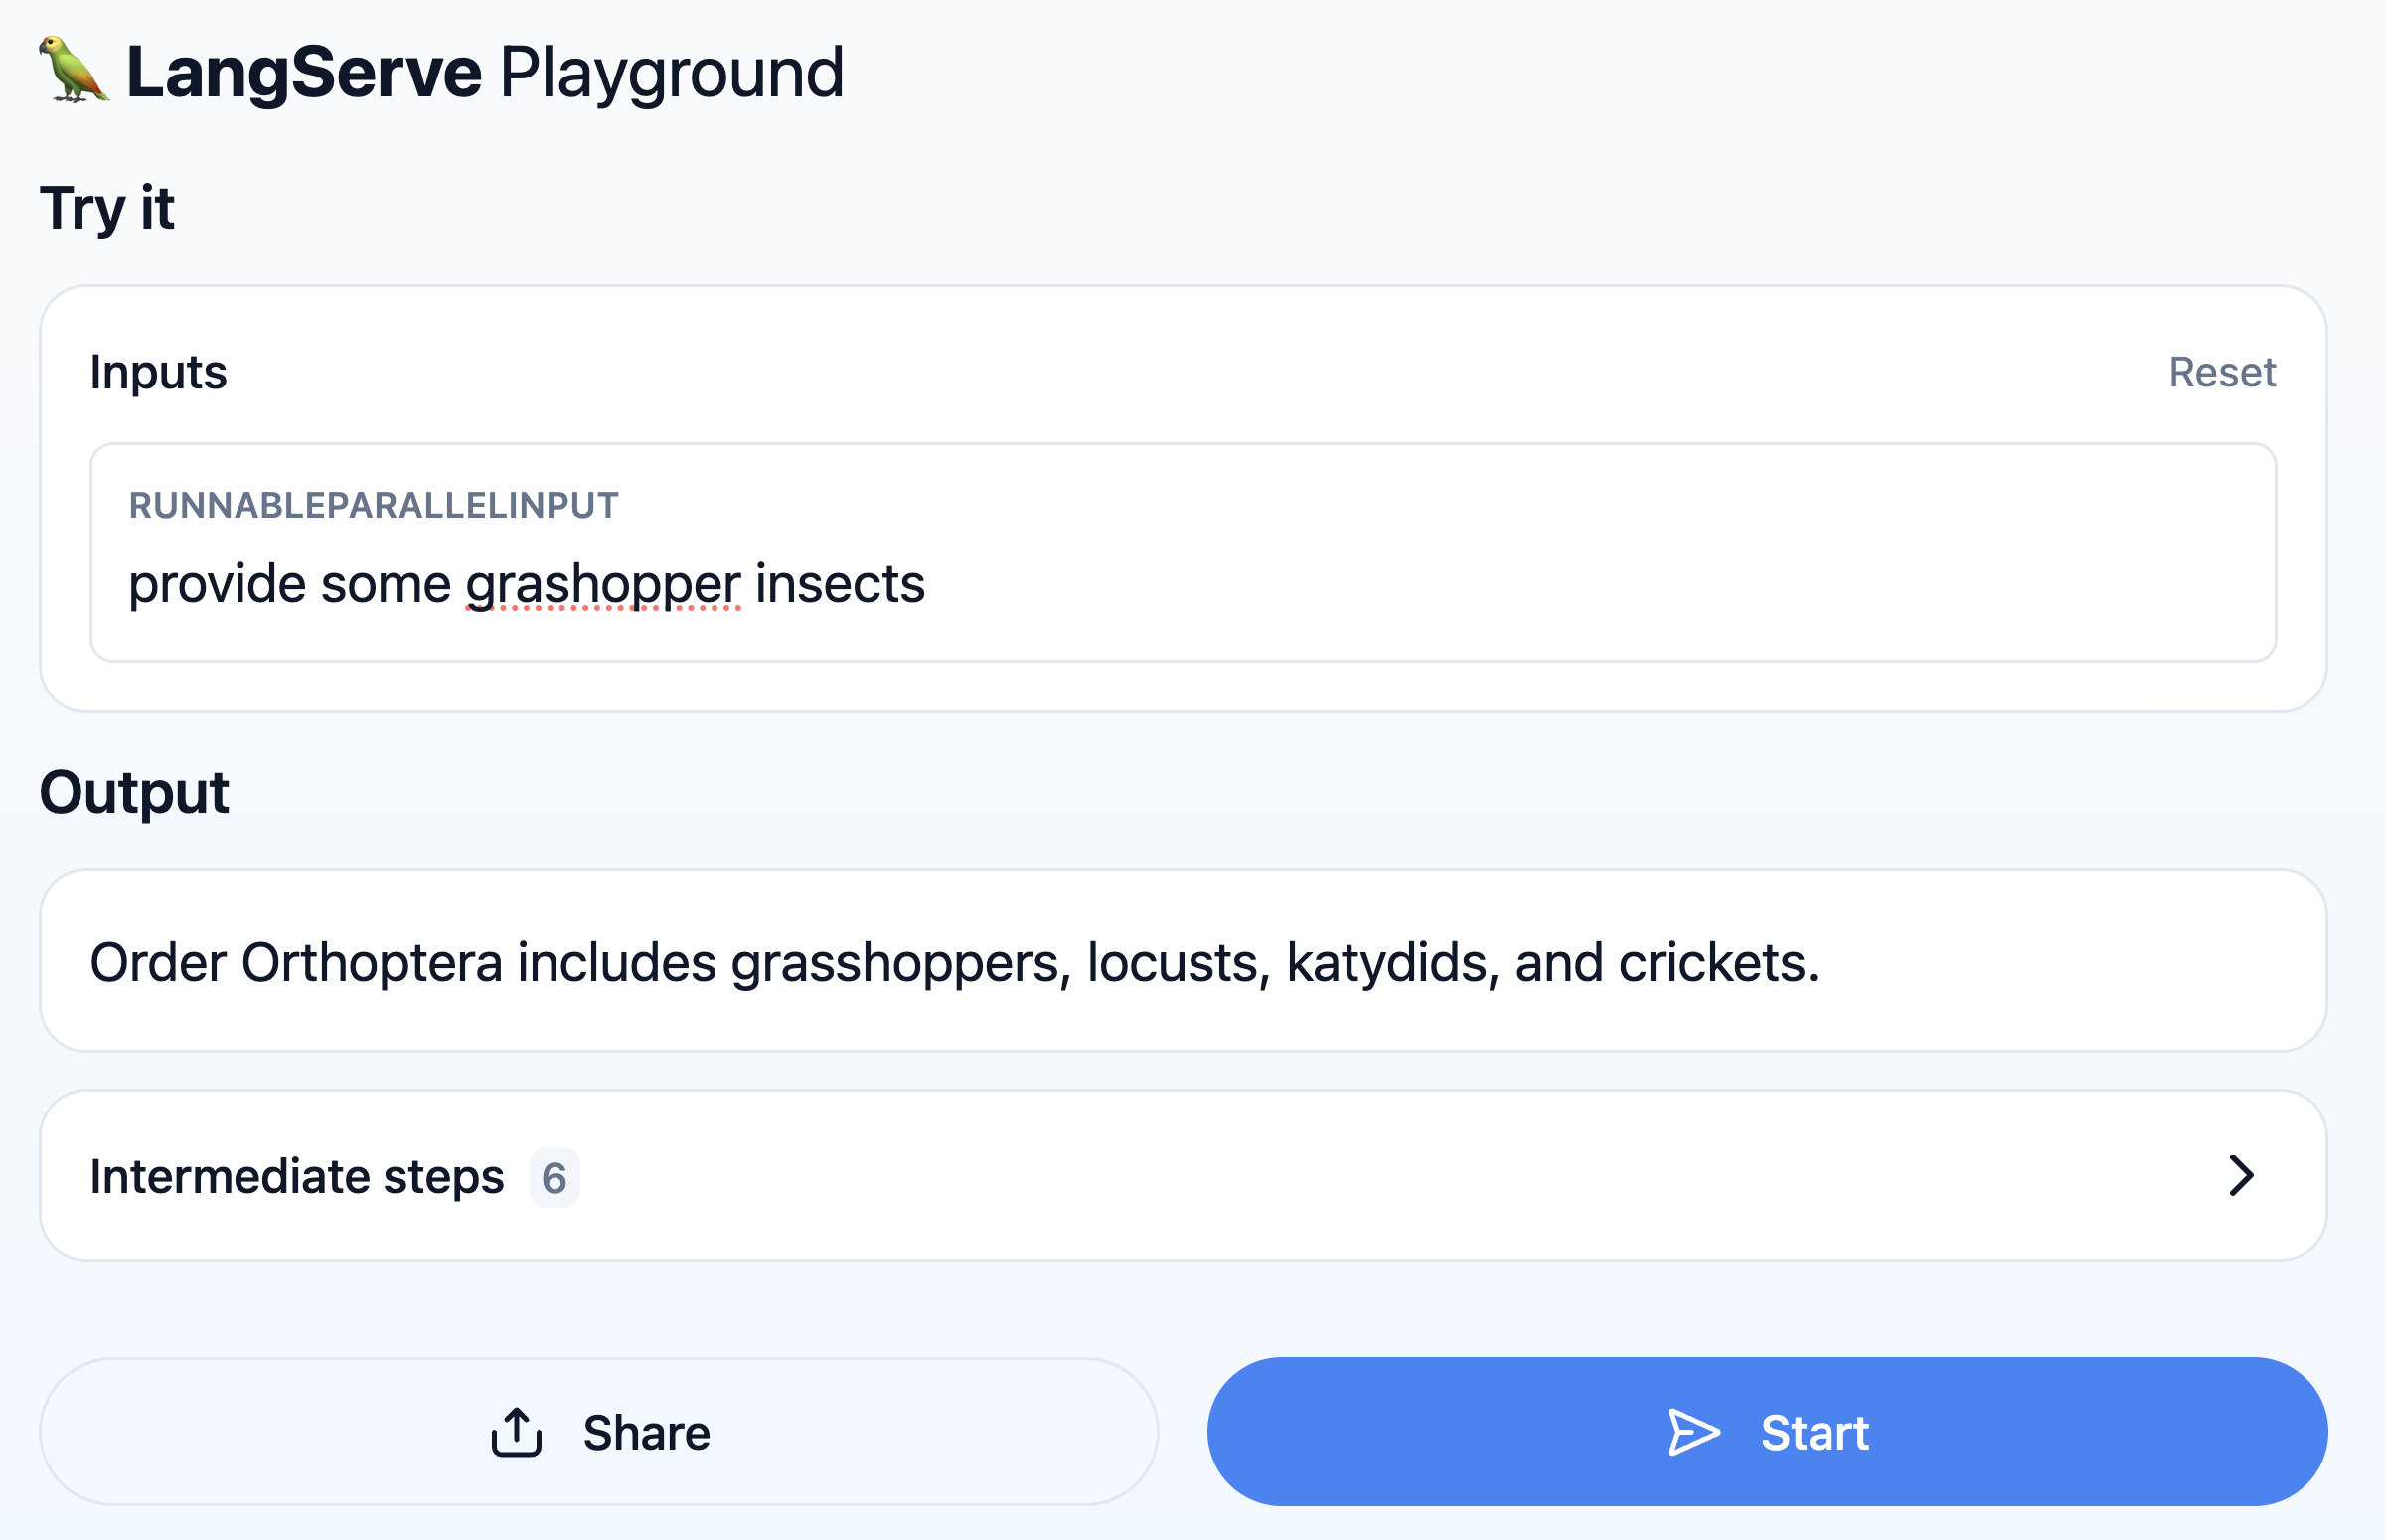 LangServe Playground
Try it
Inputs
Reset
RUNNABLEPARALLELINPUT
provide some grashopper insects
Output
Order Orthoptera includes grasshoppers, locusts, katydids, and crickets.
Intermediate steps 6
Share
Start